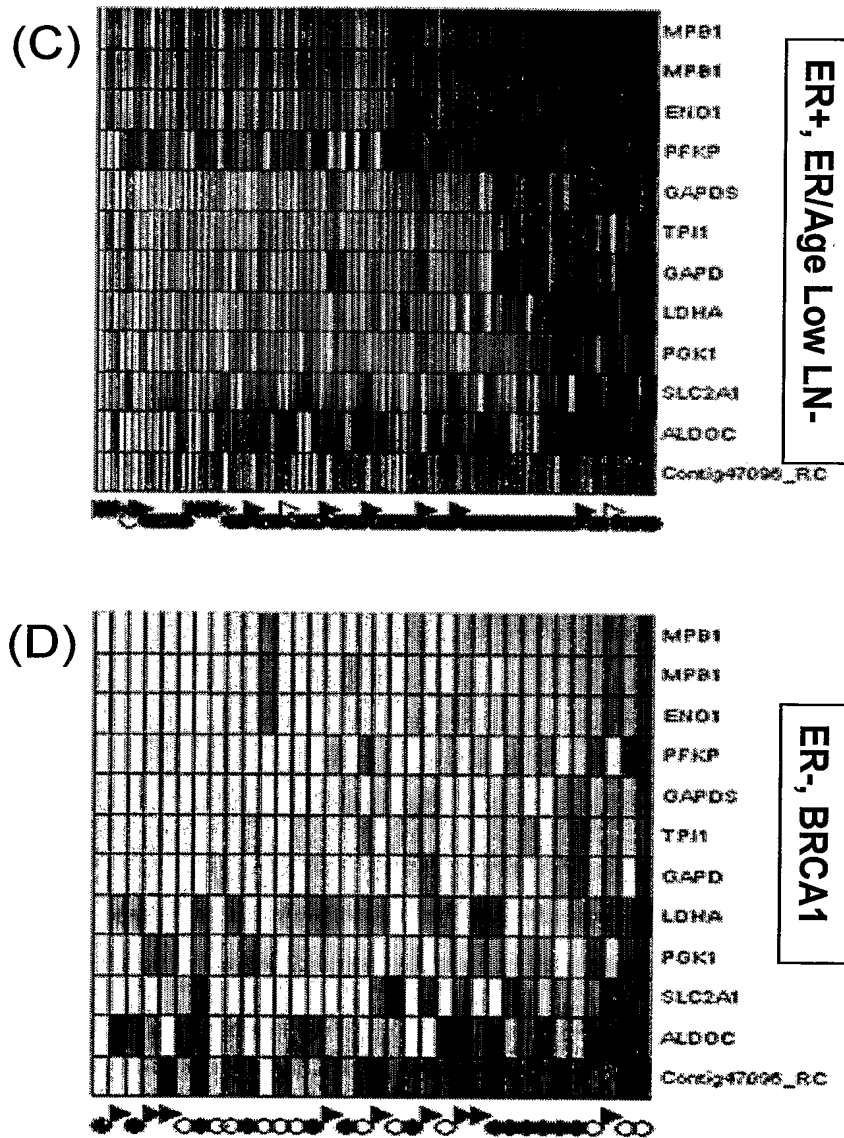 (C)
MPB1
MPB1
ENO1
PFKP
GAPDS
TPI1
GAPD
LDHA
PGK1
SLC2A1
ALDOC
Contig47096_RC
ER+, ER/Age Low LN-
(D)
MPB1
MPB1
ENO1
PFKP
GAPDS
TPI1
GAPD
LDHA
PGK1
SLC2A1
ALDOC
Contig47096_RC
ER-, BRCA1